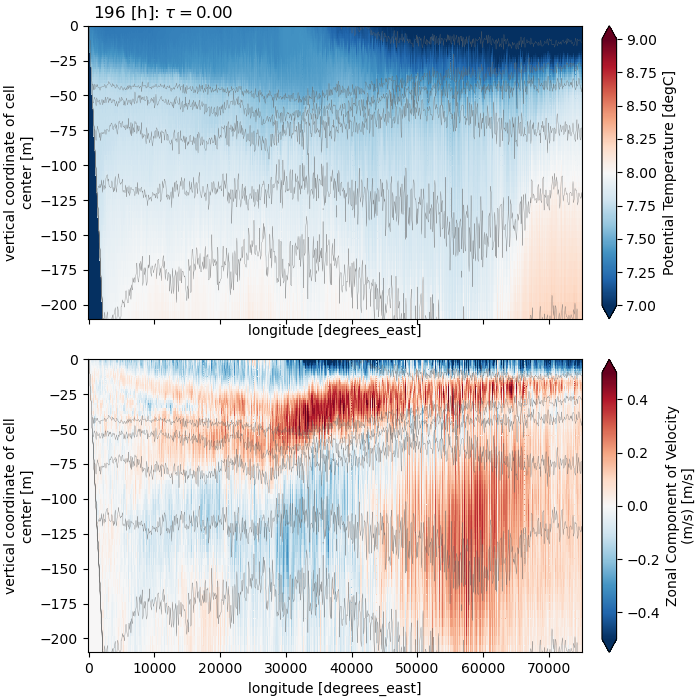 196 [h]: τ = 0.00
0
−25
−50
−75
−100
−125
−150
−175
−200
vertical coordinate of cell
center [m]
longitude [degrees_east]
9.00
8.75
8.50
8.25
8.00
7.75
7.50
7.25
7.00
Potential Temperature [degC]
0
−25
−50
−75
−100
−125
−150
−175
−200
vertical coordinate of cell
center [m]
0 10000 20000 30000 40000 50000 60000 70000
longitude [degrees_east]
0.4
0.2
0.0
−0.2
−0.4
Zonal Component of Velocity
(m/s) [m/s]